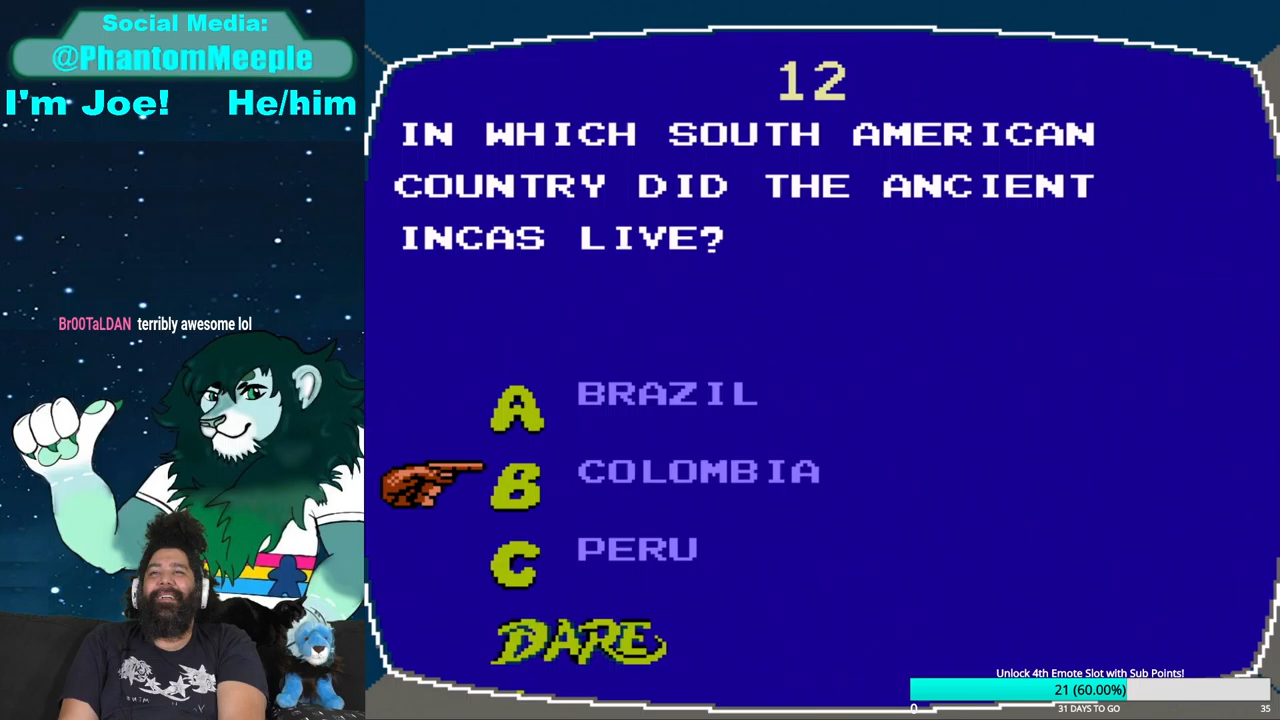 Social Media:
@PhantomMeeple
I'm Joe! He/him
12
IN WHICH SOUTH AMERICAN
COUNTRY DID THE ANCIENT
INCAS LIVE?
Br00TaLDAN terribly awesome lol
A BRAZIL
B COLOMBIA
C PERU
DARE
Unlock 4th Emote Slot with Sub Points!
21 (60.00%)
0 31 DAYS TO GO 35